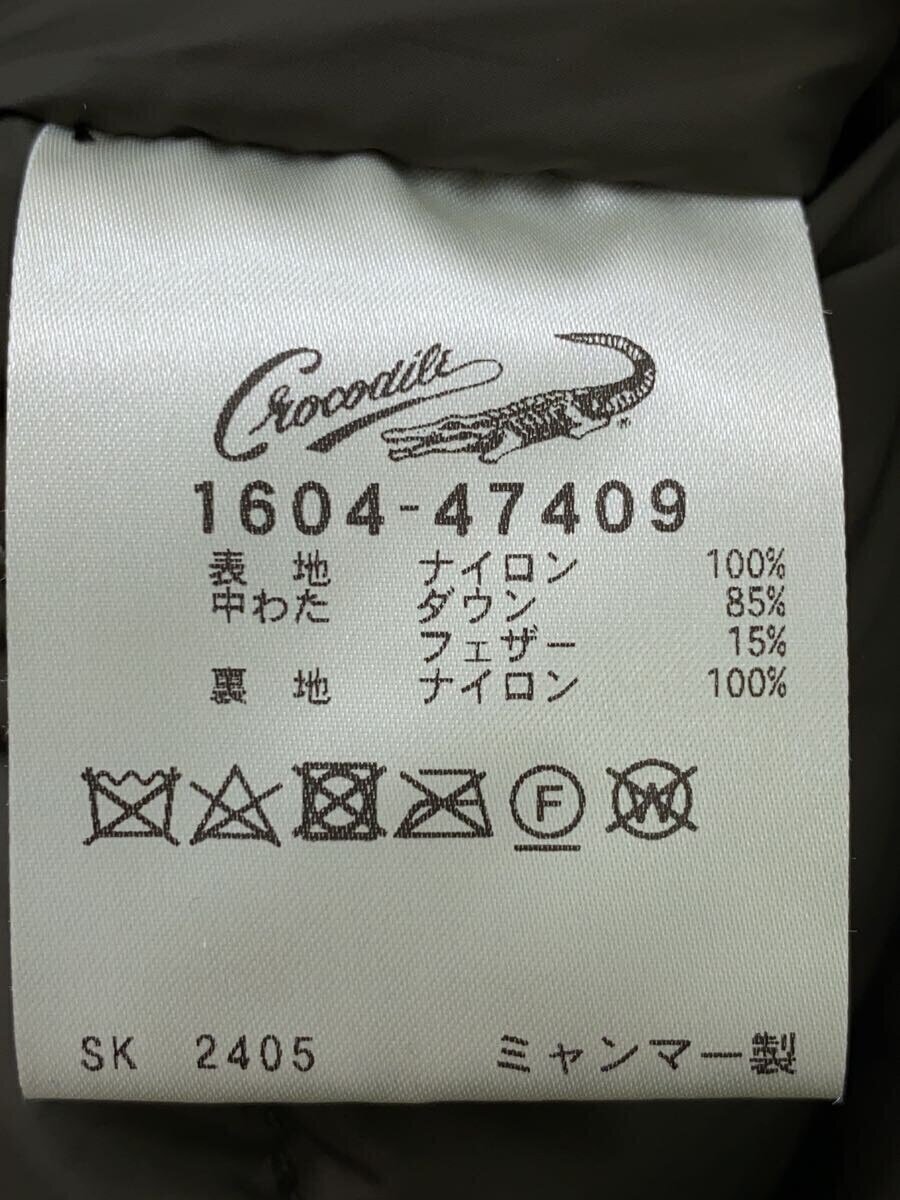 Crocodile
1604-47409
表 地 ナイロン 100%
中わた ダウン 85%
フェザー 15%
裏 地 ナイロン 100%
F W
SK 2405 ミャンマー製